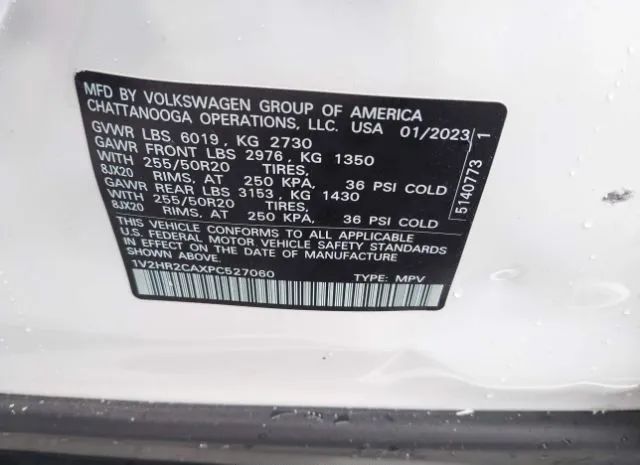 MFD BY VOLKSWAGEN GROUP OF AMERICA
CHATTANOOGA OPERATIONS, LLC. USA 01/2023
GVWR LBS 6019, KG 2730
GAWR FRONT LBS 2976, KG 1350
WITH 255/50R20 TIRES,
8JX20 RIMS, AT 250 KPA, 36 PSI COLD
GAWR REAR LBS 3153, KG 1430
WITH 255/50R20 TIRES,
8JX20 RIMS, AT 250 KPA, 36 PSI COLD
THIS VEHICLE CONFORMS TO ALL APPLICABLE
U.S. FEDERAL MOTOR VEHICLE SAFETY STANDARDS
IN EFFECT ON THE DATE OF MANUFACTURE
SHOWN ABOVE.
1V2HR2CAXPC527060 TYPE: MPV
5140773 1